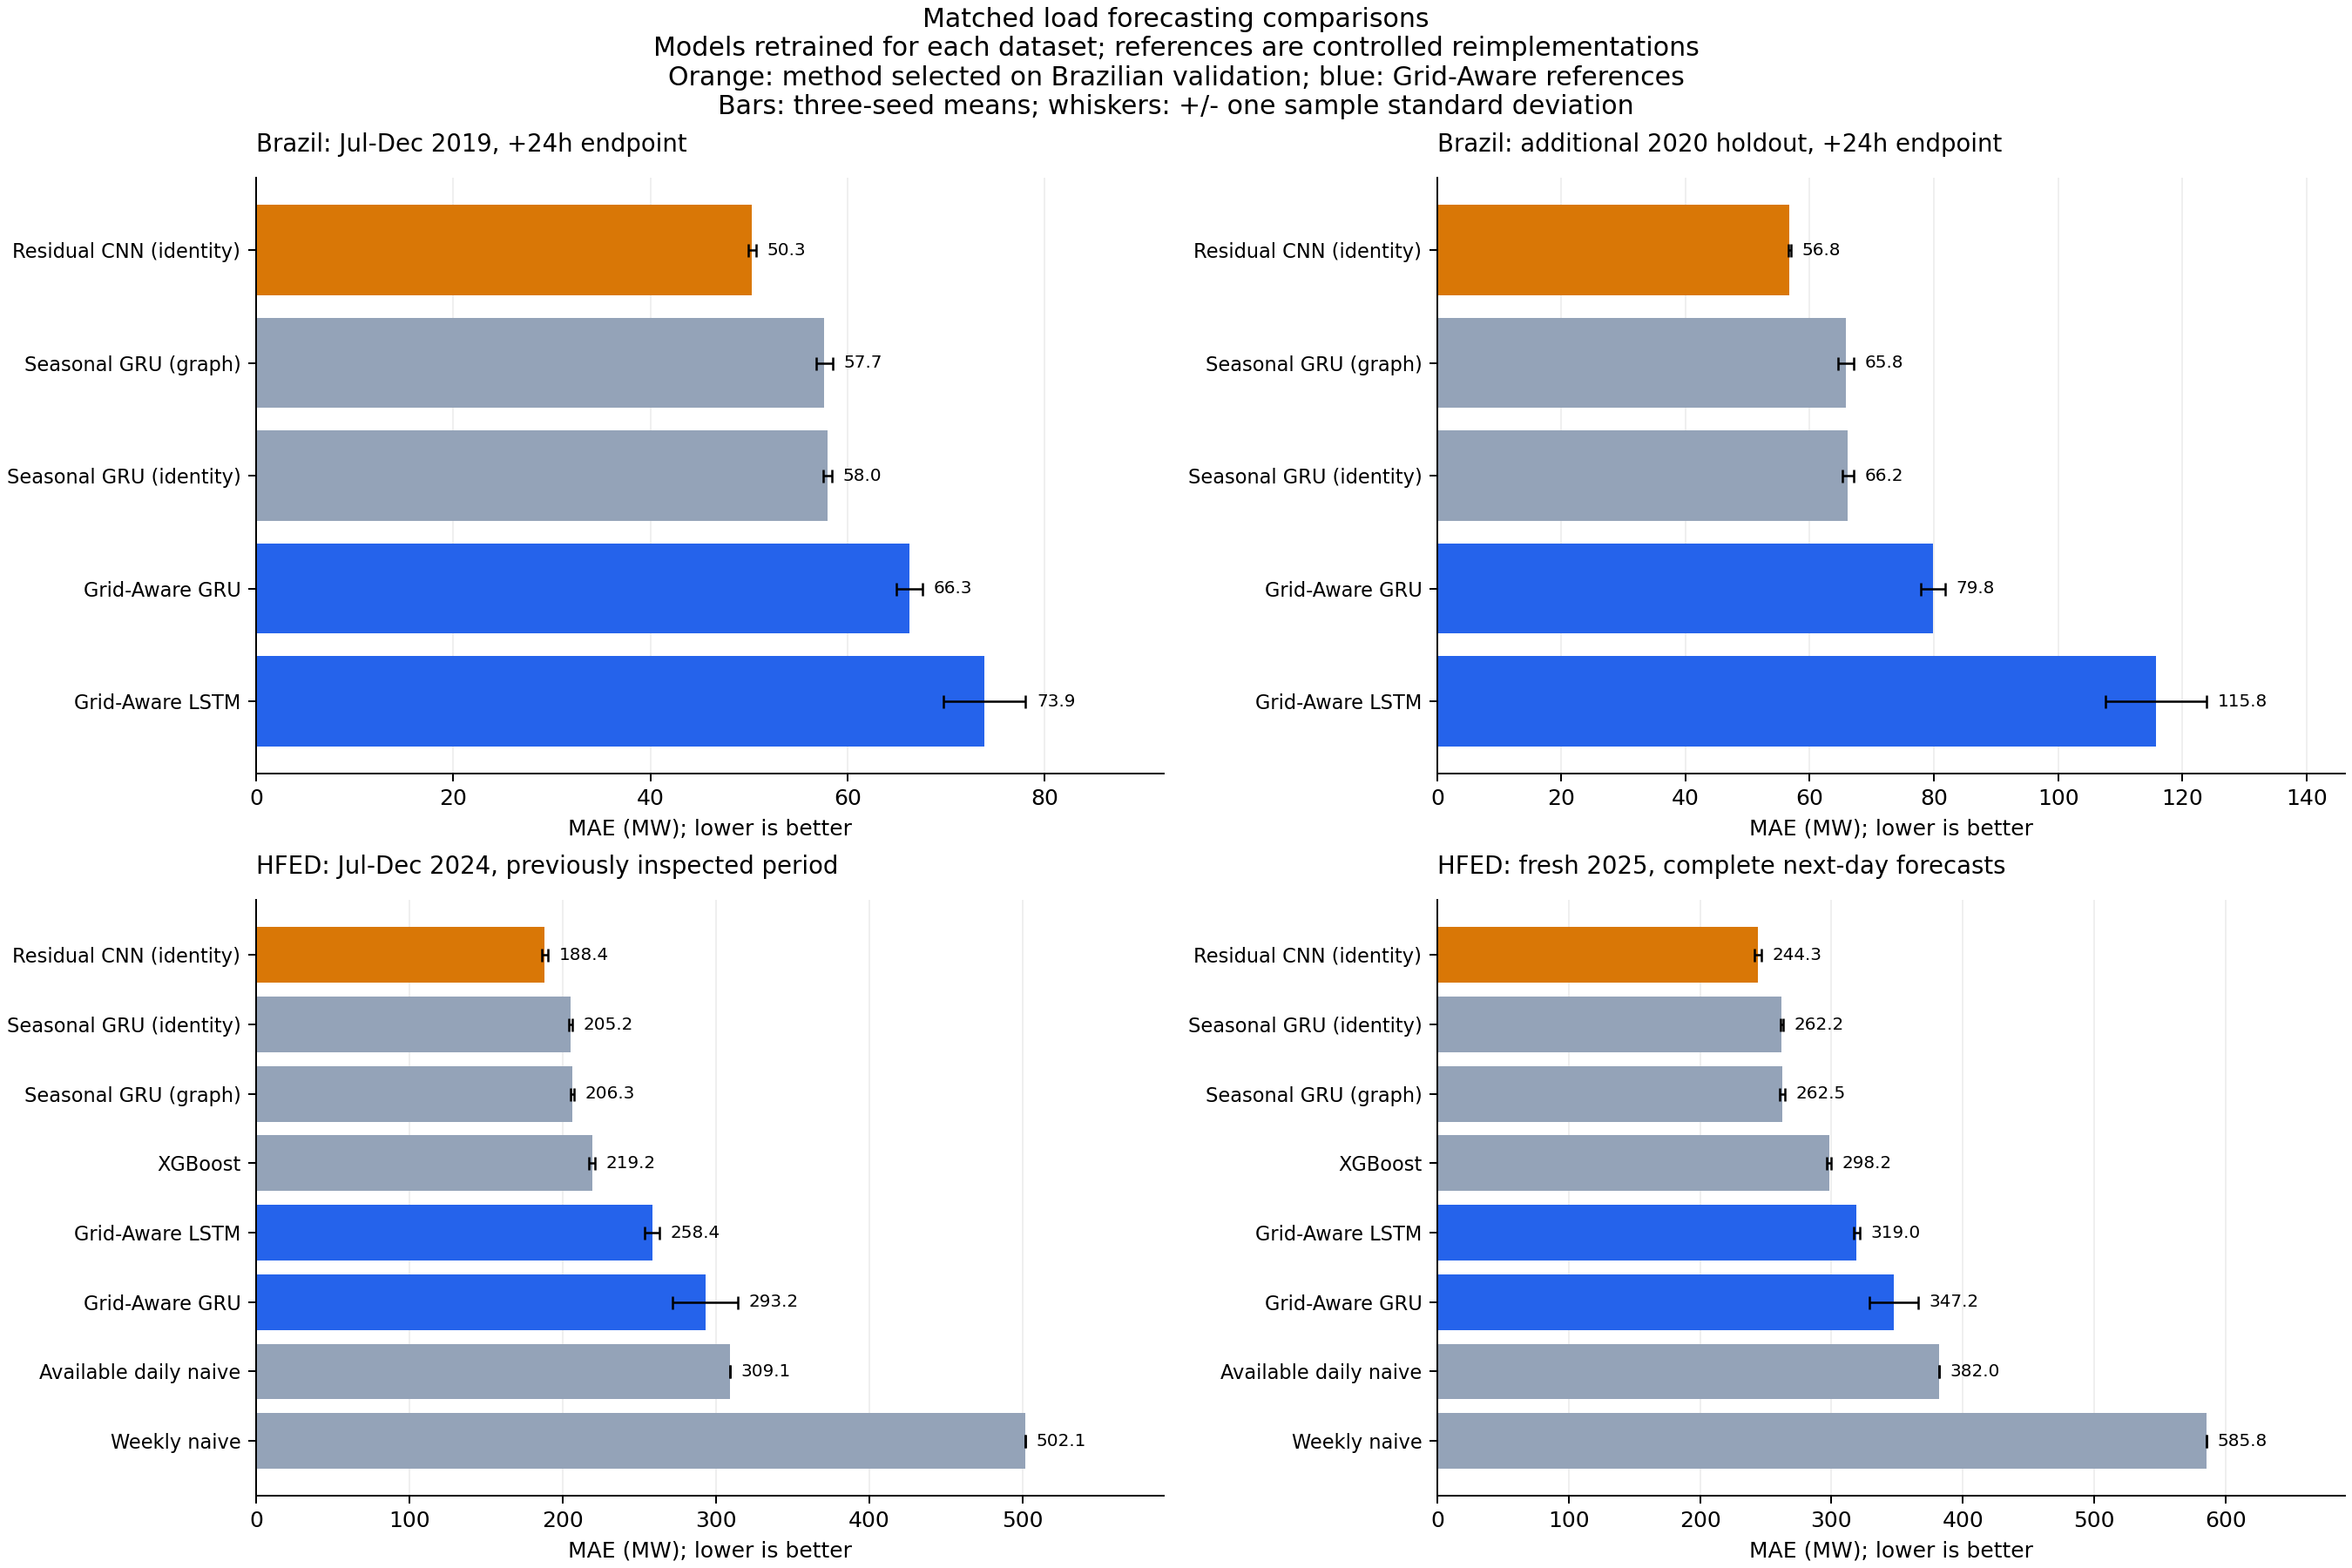 Matched load forecasting comparisons
Models retrained for each dataset; references are controlled reimplementations
Orange: method selected on Brazilian validation; blue: Grid-Aware references
Bars: three-seed means; whiskers: +/- one sample standard deviation
Brazil: Jul-Dec 2019, +24h endpoint
Residual CNN (identity)
50.3
Seasonal GRU (graph)
57.7
Seasonal GRU (identity)
58.0
Grid-Aware GRU
66.3
Grid-Aware LSTM
73.9
0 20 40 60 80
MAE (MW); lower is better
Brazil: additional 2020 holdout, +24h endpoint
Residual CNN (identity)
56.8
Seasonal GRU (graph)
65.8
Seasonal GRU (identity)
66.2
Grid-Aware GRU
79.8
Grid-Aware LSTM
115.8
0 20 40 60 80 100 120 140
MAE (MW); lower is better
HFED: Jul-Dec 2024, previously inspected period
Residual CNN (identity)
188.4
Seasonal GRU (identity)
205.2
Seasonal GRU (graph)
206.3
XGBoost
219.2
Grid-Aware LSTM
258.4
Grid-Aware GRU
293.2
Available daily naive
309.1
Weekly naive
502.1
0 100 200 300 400 500
MAE (MW); lower is better
HFED: fresh 2025, complete next-day forecasts
Residual CNN (identity)
244.3
Seasonal GRU (identity)
262.2
Seasonal GRU (graph)
262.5
XGBoost
298.2
Grid-Aware LSTM
319.0
Grid-Aware GRU
347.2
Available daily naive
382.0
Weekly naive
585.8
0 100 200 300 400 500 600
MAE (MW); lower is better